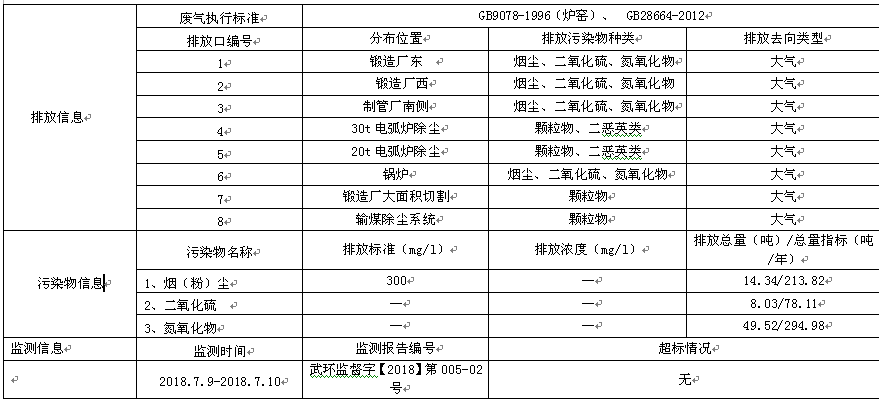 废气执行标准 GB9078-1996（炉窑）、 GB28664-2012
排放口编号 分布位置 排放污染物种类 排放去向类型
1 锻造厂东 烟尘、二氧化硫、氮氧化物 大气
2 锻造厂西 烟尘、二氧化硫、氮氧化物 大气
3 制管厂南侧 烟尘、二氧化硫、氮氧化物 大气
排放信息
4 30t电弧炉除尘 颗粒物、二恶英类 大气
5 20t电弧炉除尘 颗粒物、二恶英类 大气
6 锅炉 烟尘、二氧化硫、氮氧化物 大气
7 锻造厂大面积切割 颗粒物 大气
8 输煤除尘系统 颗粒物 大气
污染物名称 排放标准（mg/l） 排放浓度（mg/l） 排放总量（吨）/总量指标（吨
/年）
污染物信息
1、烟（粉）尘 300 — 14.34/213.82
2、二氧化硫 — — 8.03/78.11
3、氮氧化物 — — 49.52/294.98
监测信息 监测时间 监测报告编号 超标情况
2018.7.9-2018.7.10 武环监督字【2018】第005-02
号 无